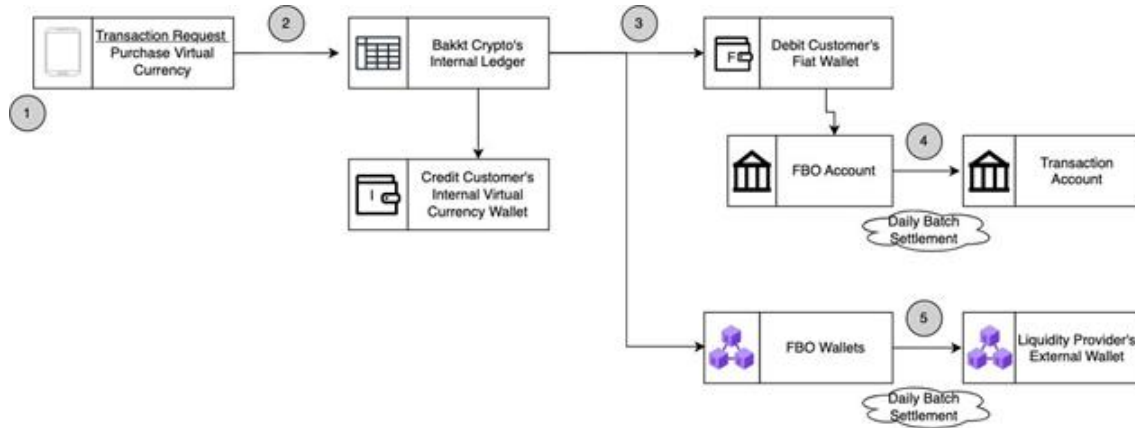 1
Transaction Request
Purchase Virtual
Currency
2
Bakkt Crypto's
Internal Ledger
3
F
Debit Customer's
Fiat Wallet
I
Credit Customer's
Internal Virtual
Currency Wallet
FBO Account
4
Transaction
Account
Daily Batch
Settlement
FBO Wallets
5
Liquidity Provider's
External Wallet
Daily Batch
Settlement